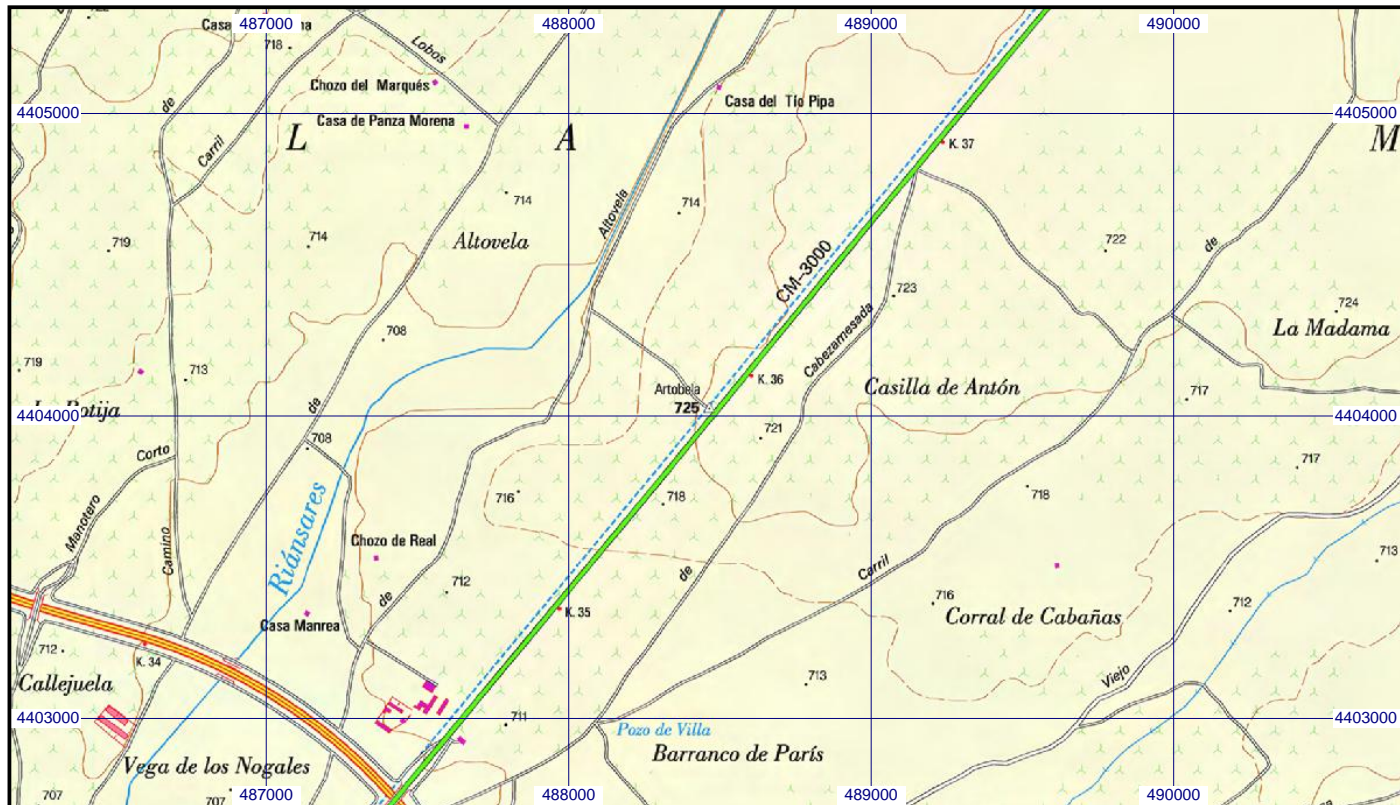 487000
488000
489000
490000
Casa
718
Lobos
Chozo del Marqués
Casa del Tío Pipa
de
4405000
4405000
Casa de Panza Morena
L
A
M
Carril
K. 37
714
714
Altovela
719
714
Altovela
722
de
CM-3000
723
724
La Madama
708
Cabezamesada
719
713
K. 36
Casilla de Antón
Artobela
725
717
de
4404000
4404000
Potija
708
721
Corto
717
716
718
718
Manotero
Riánsares
Camino
Chozo de Real
713
de
Carril
712
de
716
712
K. 35
Corral de Cabañas
Casa Manrea
712
K. 34
Viejo
Callejuela
713
4403000
4403000
711
Pozo de Villa
Barranco de París
Vega de los Nogales
707
707
487000
488000
489000
490000